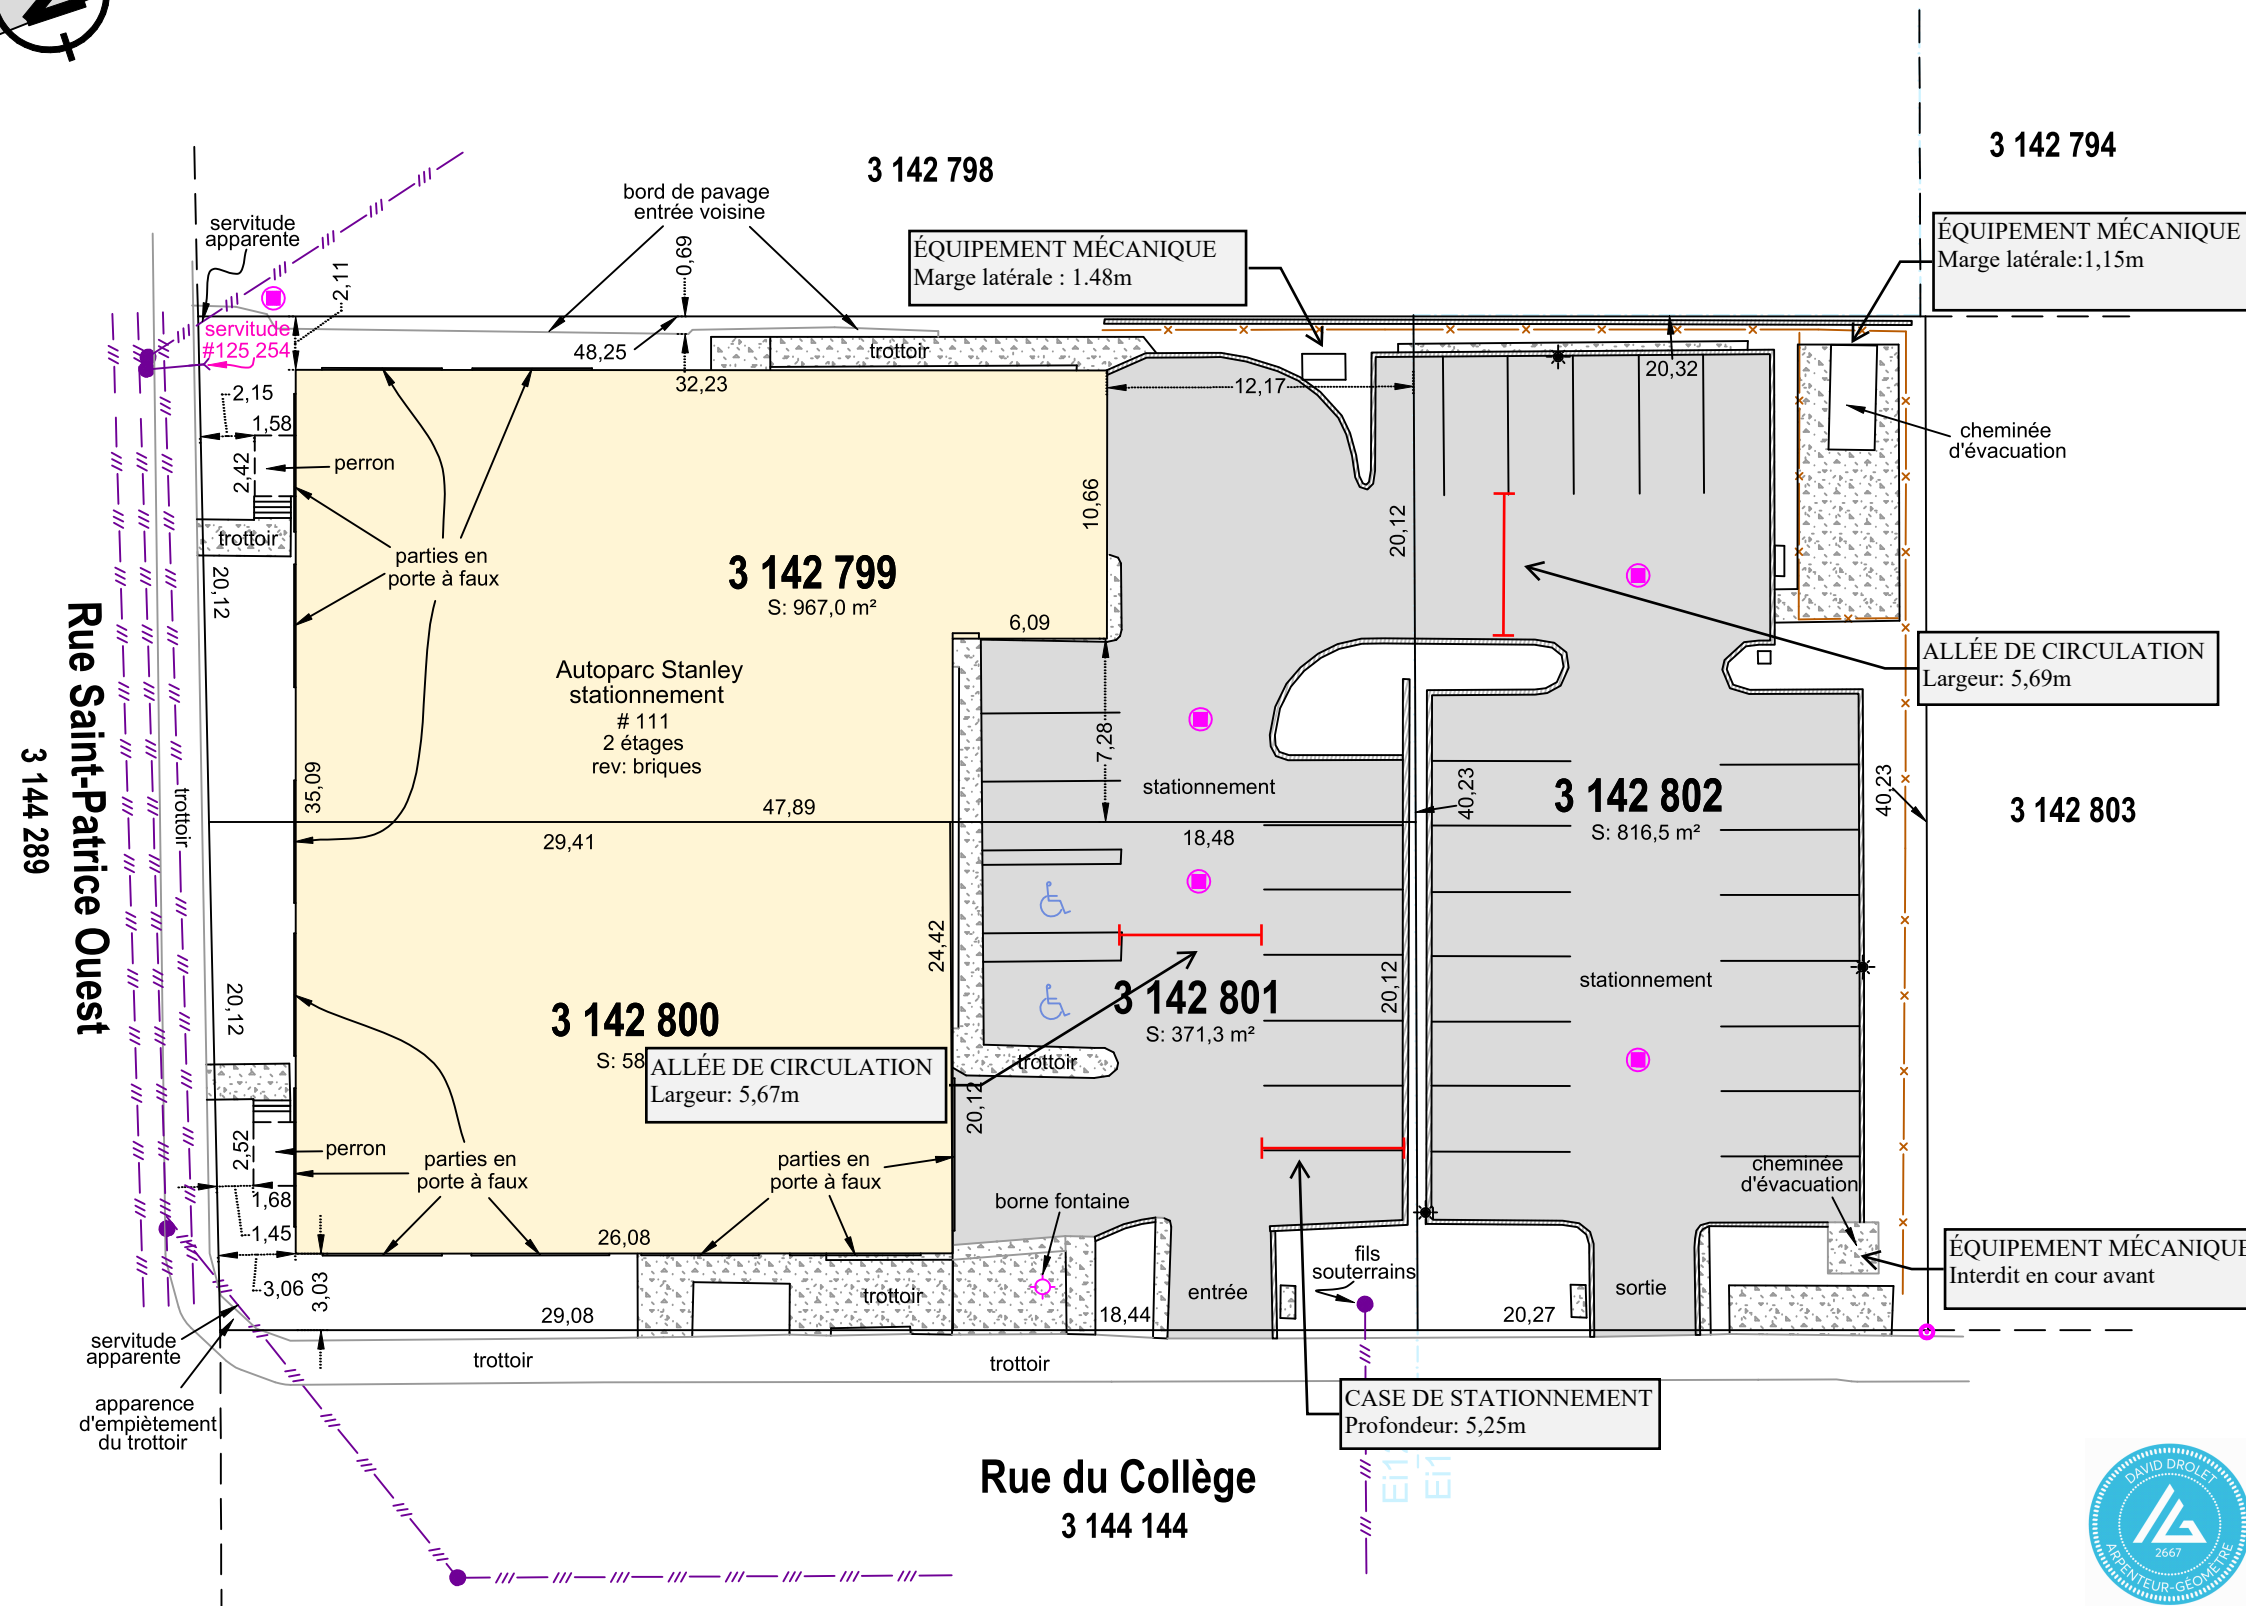 3 142 794
3 142 798
bord de pavage
entrée voisine
servitude
apparente
ÉQUIPEMENT MÉCANIQUE
Marge latérale : 1.48m
ÉQUIPEMENT MÉCANIQUE
Marge latérale:1,15m
0,69
2,11
servitude
#125 254
48,25
trottoir
32,23
12,17
20,32
2,15
1,58
2,42
perron
trottoir
cheminée
d'évacuation
10,66
20,12
parties en
porte à faux
3 142 799
S: 967,0 m²
20,12
6,09
Autoparc Stanley
stationnement
# 111
2 étages
rev: briques
ALLÉE DE CIRCULATION
Largeur: 5,69m
Rue Saint-Patrice Ouest
3 144 289
trottoir
35,09
7,28
stationnement
47,89
40,23
3 142 802
S: 816,5 m²
40,23
3 142 803
29,41
18,48
24,42
20,12
stationnement
20,12
3 142 800
S: 58
3 142 801
S: 371,3 m²
ALLÉE DE CIRCULATION
Largeur: 5,67m
trottoir
20,12
2,52
perron
1,68
1,45
parties en
porte à faux
parties en
porte à faux
borne fontaine
cheminée
d'évacuation
26,08
fils
souterrains
ÉQUIPEMENT MÉCANIQUE
Interdit en cour avant
3,06
3,03
29,08
trottoir
18,44
entrée
20,27
sortie
servitude
apparente
trottoir
trottoir
apparence
d'empiètement
du trottoir
CASE DE STATIONNEMENT
Profondeur: 5,25m
Rue du Collège
3 144 144
Ei1
Ei1
DAVID DROLET
2667
ARPENTEUR-GÉOMÈTRE